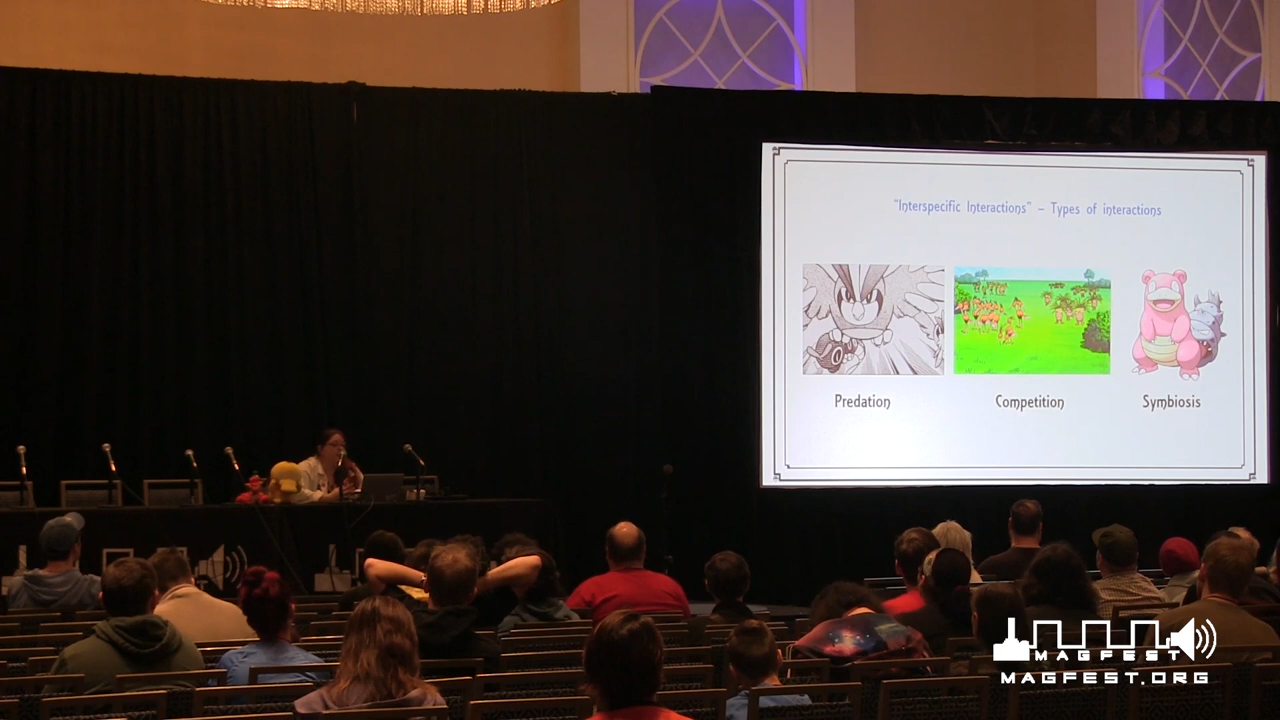 "Interspecific Interactions" – Types of interactions
Predation
Competition
Symbiosis
MAGFEST
MAGFEST.ORG